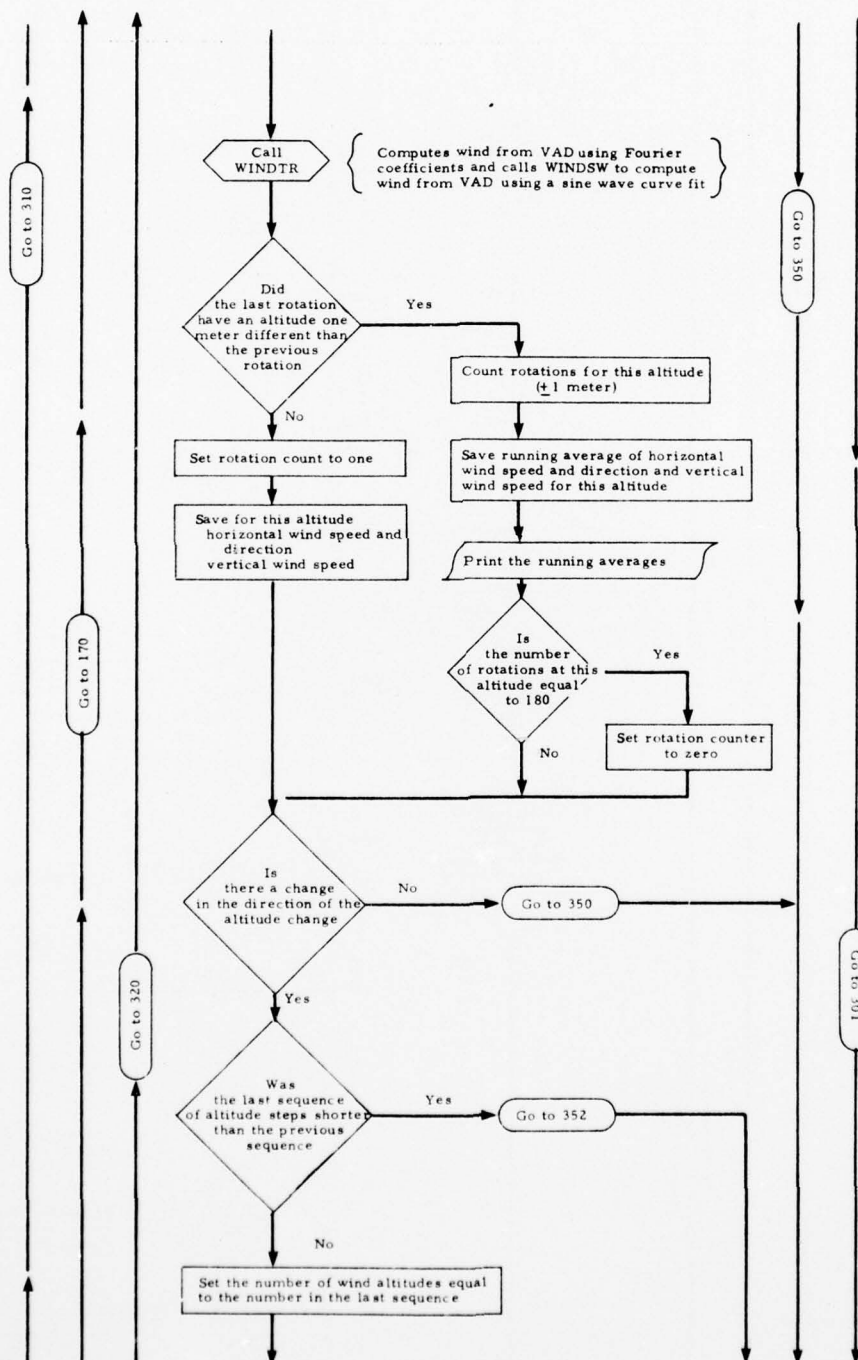 Call
WINDTR
Computes wind from VAD using Fourier
coefficients and calls WINDSW to compute
wind from VAD using a sine wave curve fit
Go to 310
Go to 350
Did
the last rotation
have an altitude one
meter different than
the previous
rotation
Yes
No
Count rotations for this altitude
(± 1 meter)
Set rotation count to one
Save running average of horizontal
wind speed and direction and vertical
wind speed for this altitude
Save for this altitude
horizontal wind speed and
direction
vertical wind speed
Print the running averages
Go to 170
Is
the number
of rotations at this
altitude equal
to 180
Yes
No
Set rotation counter
to zero
Is
there a change
in the direction of the
altitude change
No
Go to 350
Yes
Go to 320
Go to 301
Was
the last sequence
of altitude steps shorter
than the previous
sequence
Yes
Go to 352
No
Set the number of wind altitudes equal
to the number in the last sequence